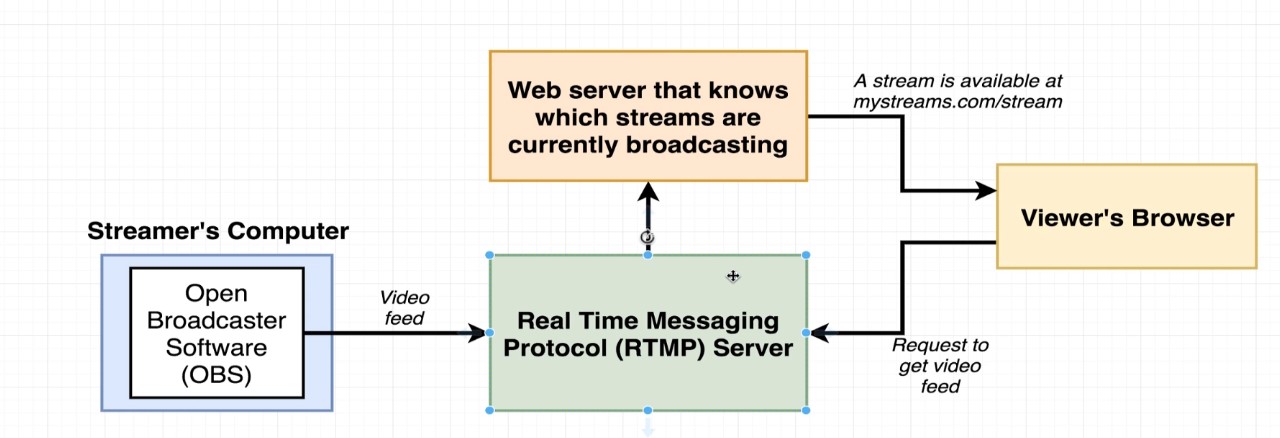 Web server that knows
which streams are
currently broadcasting
A stream is available at
mystreams.com/stream
Viewer's Browser
Streamer's Computer
Open
Broadcaster
Software
(OBS)
Video
feed
Real Time Messaging
Protocol (RTMP) Server
Request to
get video
feed